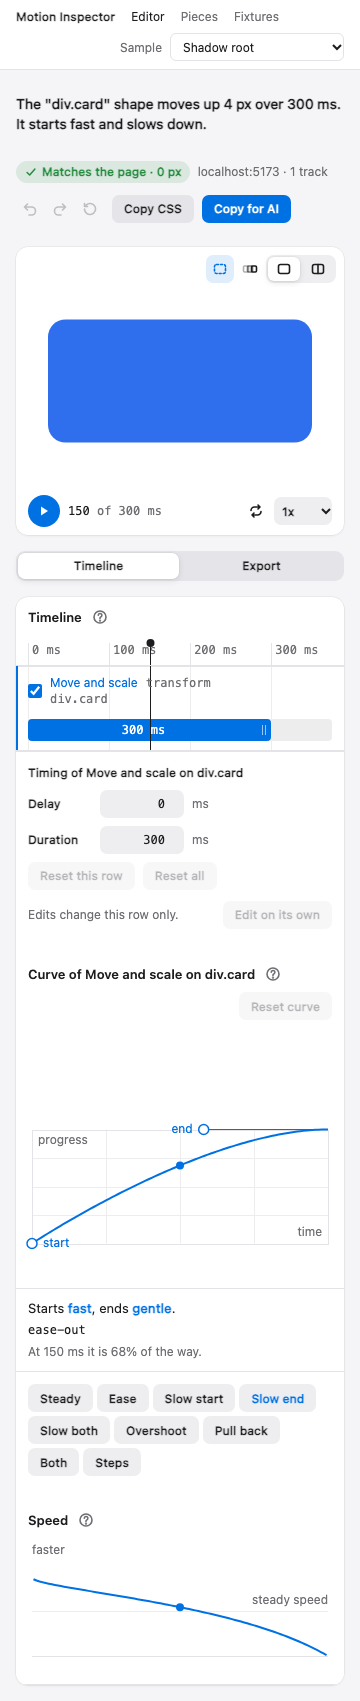 Motion Inspector Editor Pieces Fixtures
Sample Shadow root
The "div.card" shape moves up 4 px over 300 ms.
It starts fast and slows down.
Matches the page · 0 px localhost:5173 · 1 track
Copy CSS Copy for AI
150 of 300 ms 1x
Timeline Export
Timeline
0 ms 100 ms 200 ms 300 ms
Move and scale transform
div.card
300 ms
Timing of Move and scale on div.card
Delay 0 ms
Duration 300 ms
Reset this row Reset all
Edits change this row only. Edit on its own
Curve of Move and scale on div.card
Reset curve
end
progress
time
start
Starts fast, ends gentle.
ease-out
At 150 ms it is 68% of the way.
Steady Ease Slow start Slow end
Slow both Overshoot Pull back
Both Steps
Speed
faster
steady speed